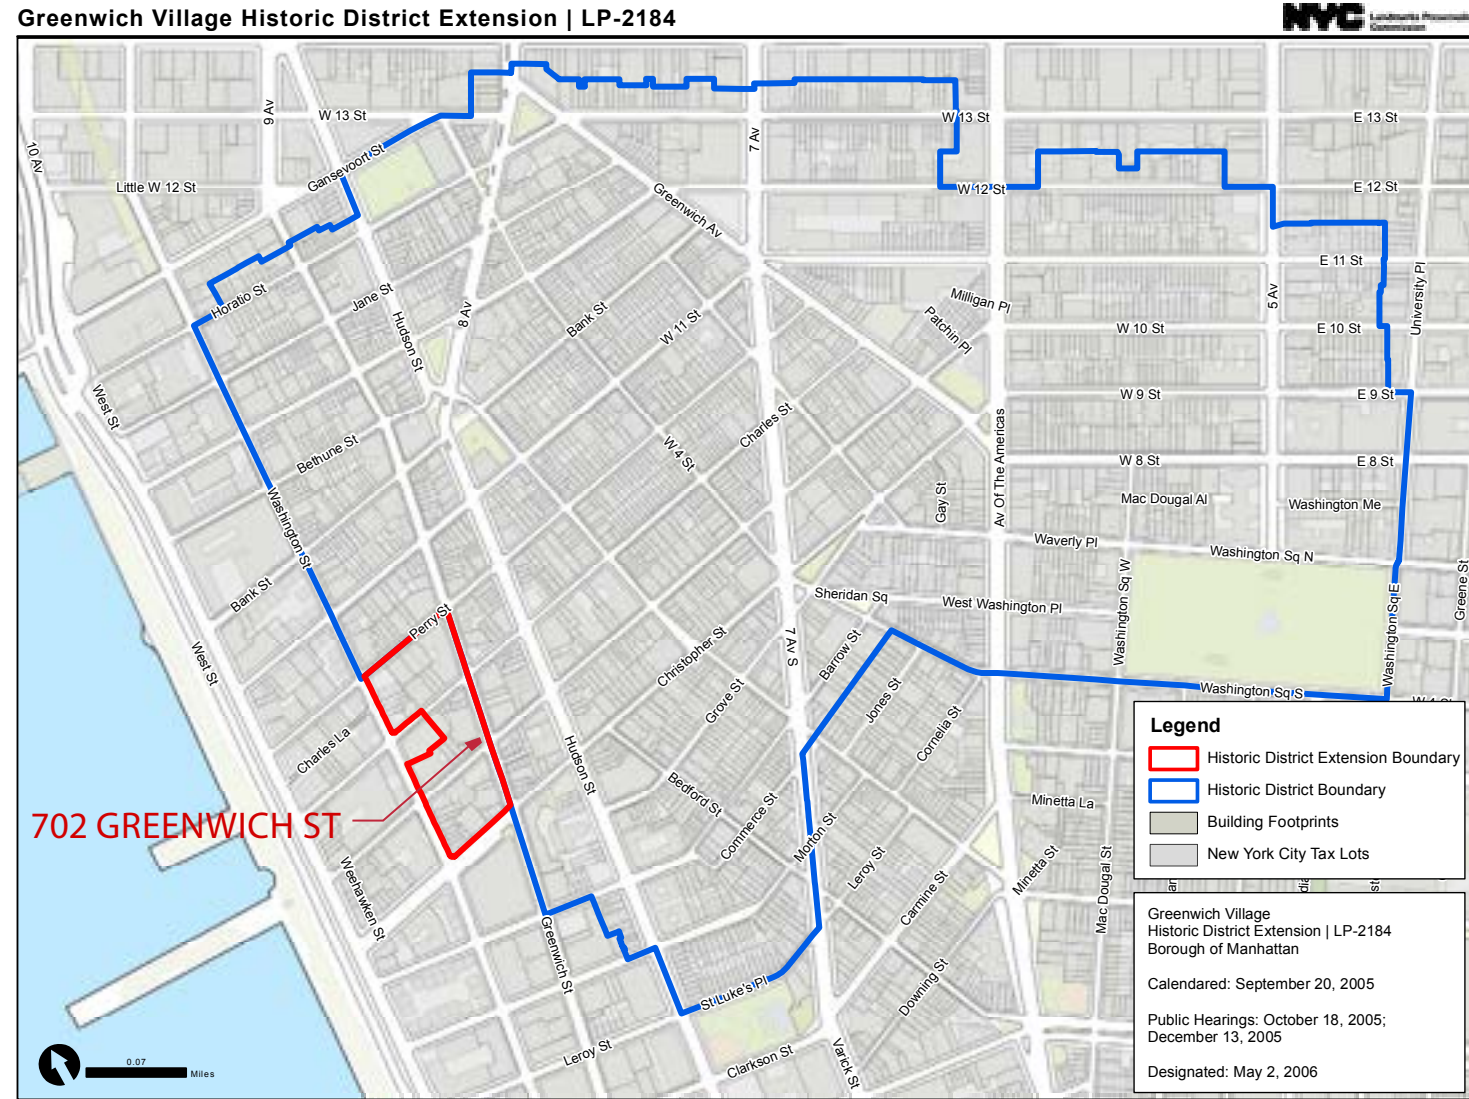 Greenwich Village Historic District Extension | LP-2184
NYC Landmarks Preservation
Commission
10 Av
9 Av
W 13 St
Gansevoort St
Little W 12 St
7 Av
W 13 St
E 13 St
W 12 St
E 12 St
Greenwich Av
E 11 St
5 Av
University Pl
Horatio St
Jane St
Hudson St
8 Av
Bank St
W 11 St
Milligan Pl
Patchin Pl
W 10 St
E 10 St
West St
W 9 St
E 9 St
Charles St
Bethune St
W 4 St
Av Of The Americas
W 8 St
E 8 St
Gay St
Mac Dougal Al
Washington Me
Washington St
Waverly Pl
Washington Sq N
Bank St
Sheridan Sq
West Washington Pl
Washington Sq W
Washington Sq E
Greene St
Perry St
West St
Christopher St
7 Av S
Barrow St
Grove St
Jones St
Washington Sq S
W 4 St
Charles La
Cornelia St
Hudson St
Bedford St
Commerce St
Morton St
Minetta La
702 GREENWICH ST
Weehawken St
Leroy St
Carmine St
Minetta St
Mac Dougal St
Greenwich St
St Luke's Pl
Downing St
Leroy St
Clarkson St
Varick St
0.07
Miles
Legend
Historic District Extension Boundary
Historic District Boundary
Building Footprints
New York City Tax Lots
Greenwich Village
Historic District Extension | LP-2184
Borough of Manhattan
Calendared: September 20, 2005
Public Hearings: October 18, 2005;
December 13, 2005
Designated: May 2, 2006